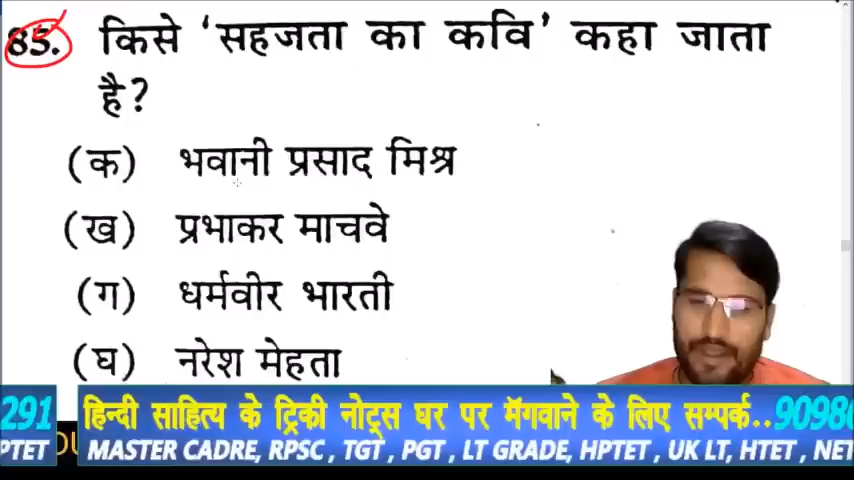 85. किसे ‘सहजता का कवि’ कहा जाता
है?
(क) भवानी प्रसाद मिश्र
(ख) प्रभाकर माचवे
(ग) धर्मवीर भारती
(घ) नरेश मेहता
291 हिन्दी साहित्य के ट्रिकी नोट्स घर पर मॅगवाने के लिए सम्पर्क..9098
PTET MASTER CADRE, RPSC , TGT , PGT , LT GRADE, HPTET , UK LT, HTET , NET